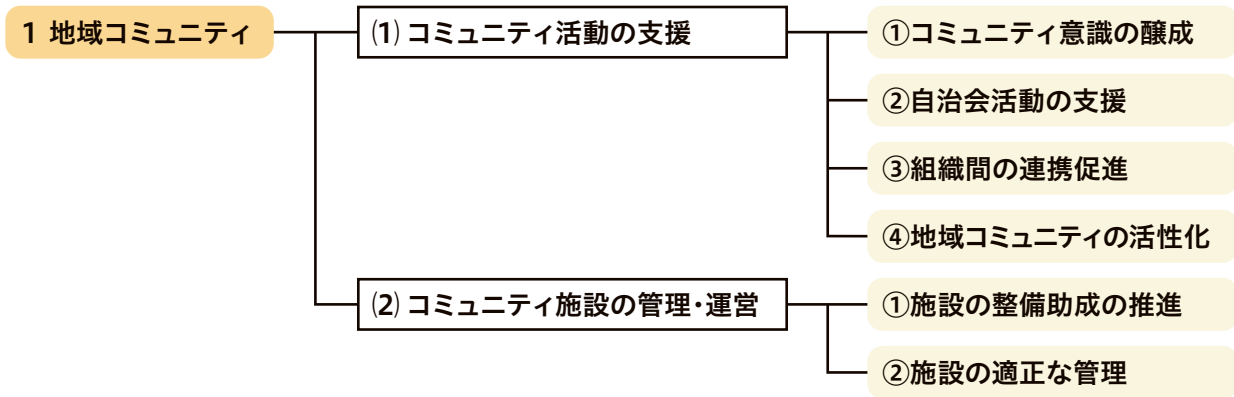 1 地域コミュニティ
⑴ コミュニティ活動の支援
①コミュニティ意識の醸成
②自治会活動の支援
③組織間の連携促進
④地域コミュニティの活性化
⑵ コミュニティ施設の管理・運営
①施設の整備助成の推進
②施設の適正な管理